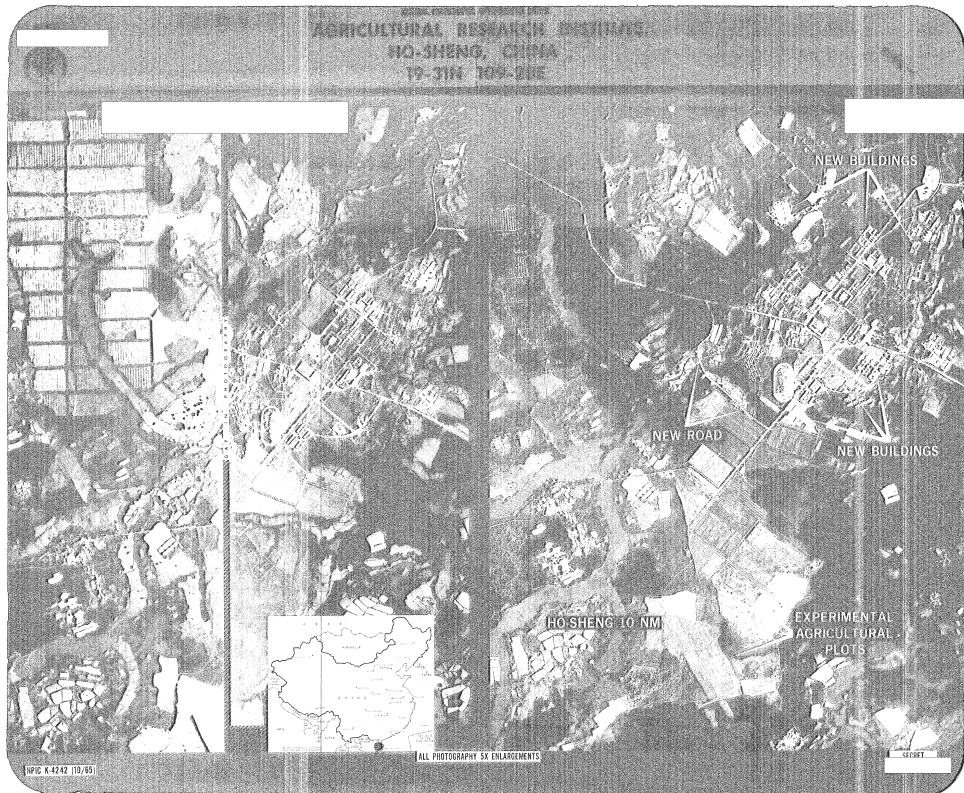 AGRICULTURAL RESEARCH INSTITUTE,
HO-SHENG, CHINA
19-31N 109-28E
NEW BUILDINGS
NEW ROAD
NEW BUILDINGS
HO-SHENG 10 NM
EXPERIMENTAL
AGRICULTURAL
PLOTS
ALL PHOTOGRAPHY 5X ENLARGEMENTS
SECRET
NPIC K-4242 (10/65)